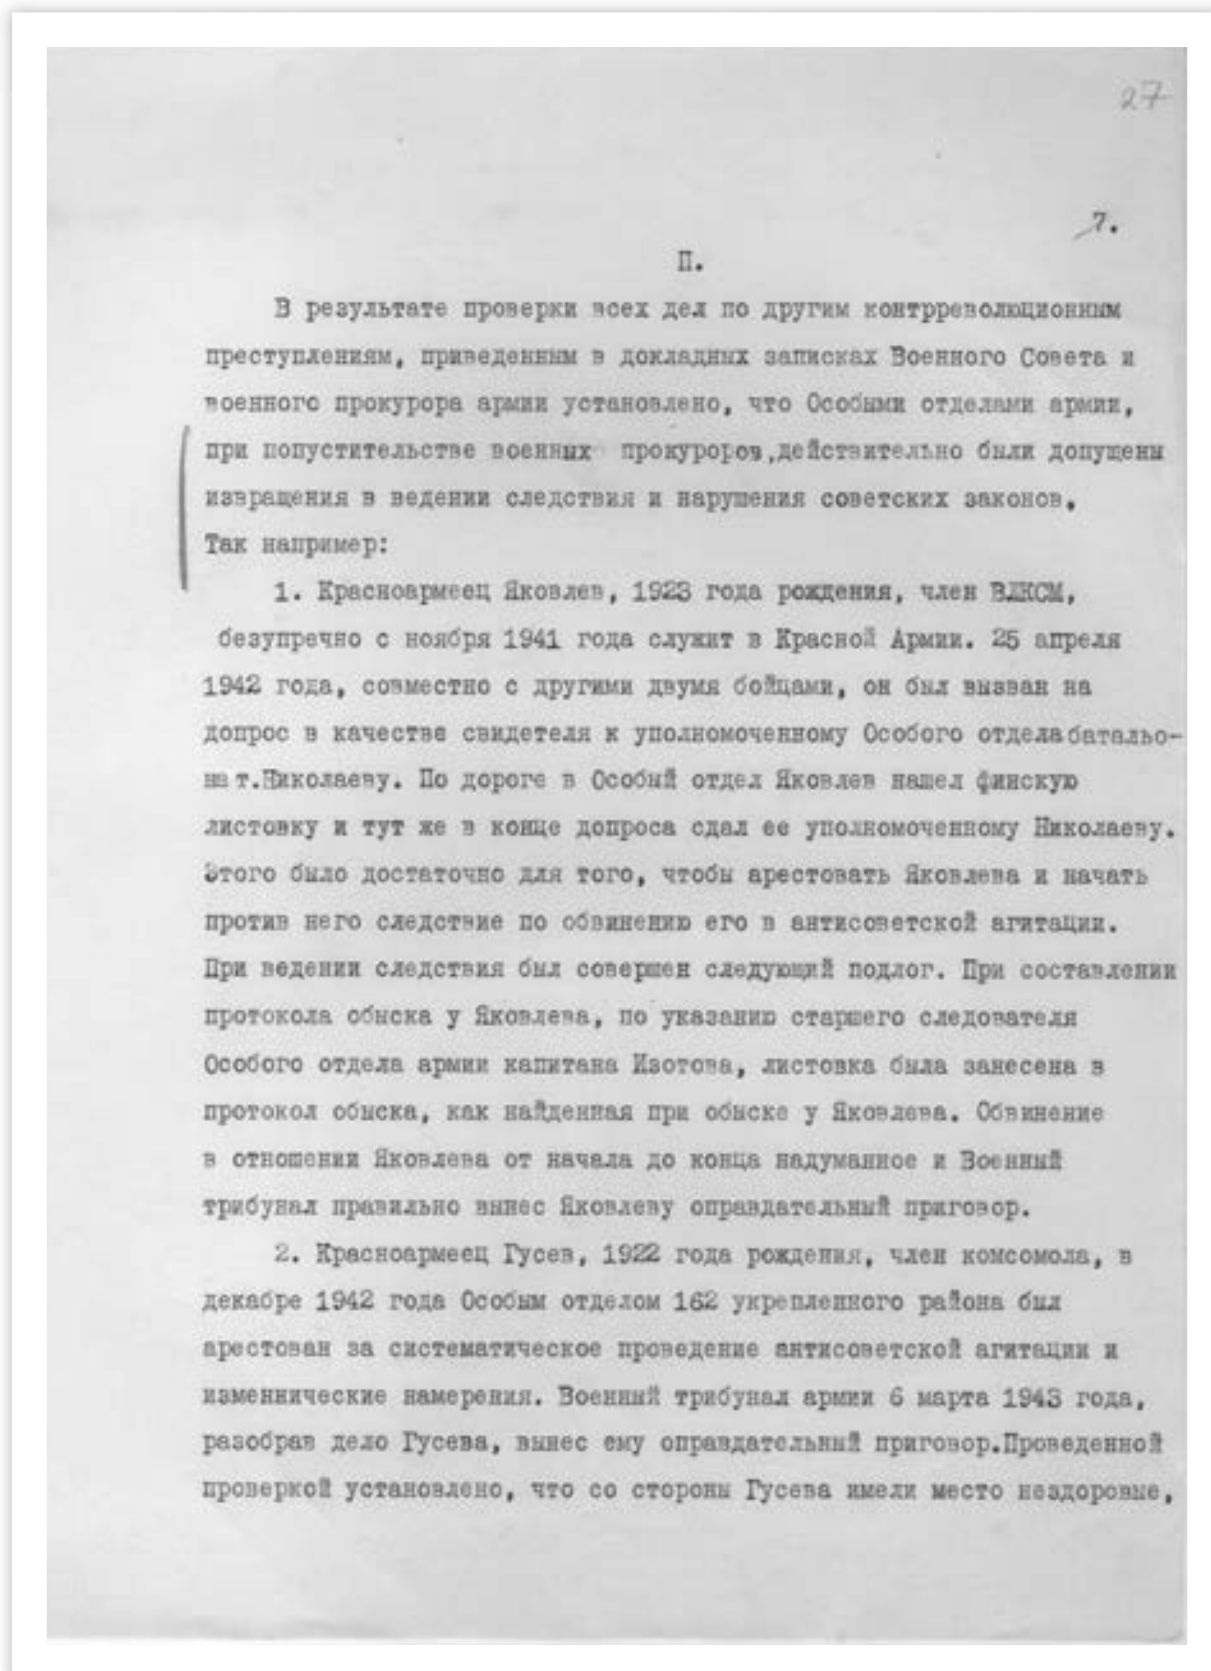 27
7.
П.
В результате проверки всех дел по другим контрреволюционным
преступлениям, приведенным в докладных записках Военного Совета и
военного прокурора армии установлено, что Особыми отделами армии,
при попустительстве военных прокуроров, действительно были допущены
извращения в ведении следствия и нарушения советских законов.
Так например:
1. Красноармеец Яковлев, 1923 года рождения, член ВЛКСМ,
безупречно с ноября 1941 года служит в Красной Армии. 25 апреля
1942 года, совместно с другими двумя бойцами, он был вызван на
допрос в качестве свидетеля к уполномоченному Особого отдела батальо-
на т.Николаеву. По дороге в Особый отдел Яковлев нашел финскую
листовку и тут же в конце допроса сдал ее уполномоченному Николаеву.
Этого было достаточно для того, чтобы арестовать Яковлева и начать
против него следствие по обвинению его в антисоветской агитации.
При ведении следствия был совершен следующий подлог. При составлении
протокола обыска у Яковлева, по указанию старшего следователя
Особого отдела армии капитана Изотова, листовка была занесена в
протокол обыска, как найденная при обыске у Яковлева. Обвинение
в отношении Яковлева от начала до конца надуманное и Военный
трибунал правильно вынес Яковлеву оправдательный приговор.
2. Красноармеец Гусев, 1922 года рождения, член комсомола, в
декабре 1942 года Особым отделом 162 укрепленного района был
арестован за систематическое проведение антисоветской агитации и
изменнические намерения. Военный трибунал армии 6 марта 1943 года,
разобрав дело Гусева, вынес ему оправдательный приговор.Проведенной
проверкой установлено, что со стороны Гусева имели место нездоровые,